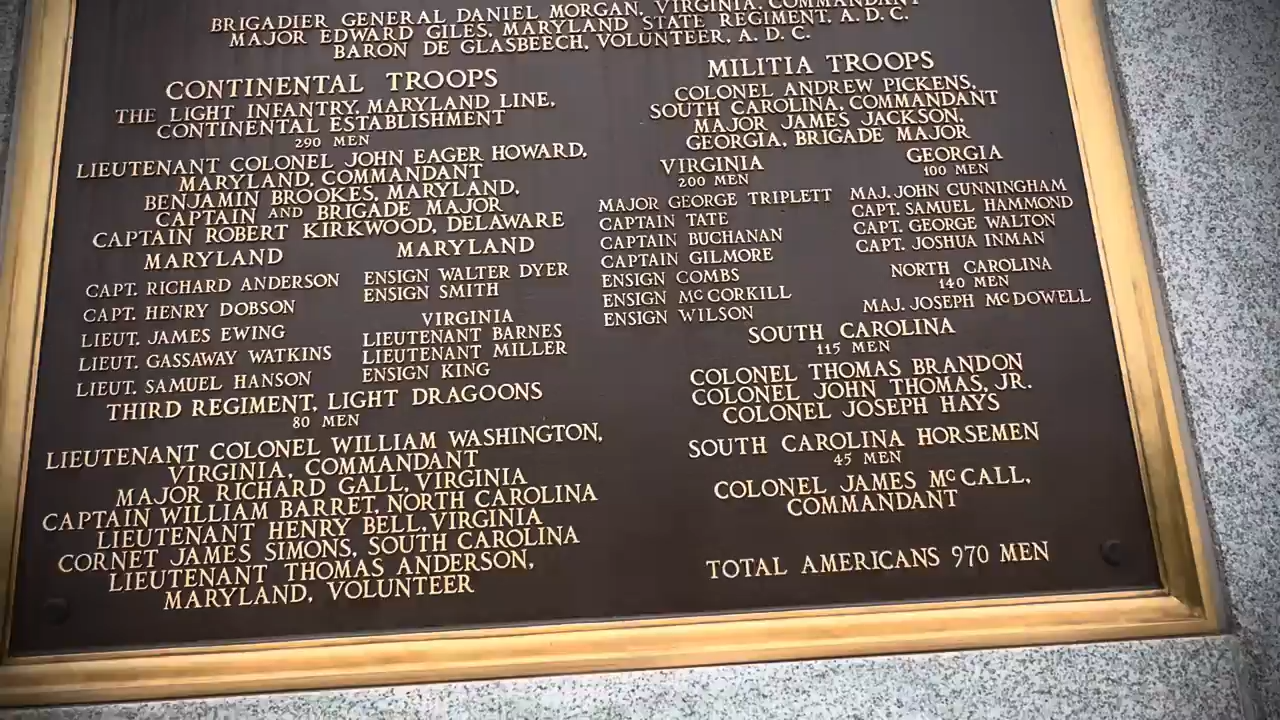 BRIGADIER GENERAL DANIEL MORGAN, VIRGINIA, COMMANDANT
MAJOR EDWARD GILES, MARYLAND STATE REGIMENT, A. D. C.
BARON DE GLASBEECH, VOLUNTEER, A. D. C.
CONTINENTAL TROOPS
THE LIGHT INFANTRY, MARYLAND LINE,
CONTINENTAL ESTABLISHMENT
290 MEN
LIEUTENANT COLONEL JOHN EAGER HOWARD,
MARYLAND, COMMANDANT
BENJAMIN BROOKES, MARYLAND,
CAPTAIN AND BRIGADE MAJOR
CAPTAIN ROBERT KIRKWOOD, DELAWARE
MARYLAND
CAPT. RICHARD ANDERSON
CAPT. HENRY DOBSON
LIEUT. JAMES EWING
LIEUT. GASSAWAY WATKINS
LIEUT. SAMUEL HANSON
MARYLAND
ENSIGN WALTER DYER
ENSIGN SMITH
VIRGINIA
LIEUTENANT BARNES
LIEUTENANT MILLER
ENSIGN KING
THIRD REGIMENT, LIGHT DRAGOONS
80 MEN
LIEUTENANT COLONEL WILLIAM WASHINGTON,
VIRGINIA, COMMANDANT
MAJOR RICHARD GALL, VIRGINIA
CAPTAIN WILLIAM BARRET, NORTH CAROLINA
LIEUTENANT HENRY BELL, VIRGINIA
CORNET JAMES SIMONS, SOUTH CAROLINA
LIEUTENANT THOMAS ANDERSON,
MARYLAND, VOLUNTEER
MILITIA TROOPS
COLONEL ANDREW PICKENS,
SOUTH CAROLINA, COMMANDANT
MAJOR JAMES JACKSON,
GEORGIA, BRIGADE MAJOR
VIRGINIA
200 MEN
MAJOR GEORGE TRIPLETT
CAPTAIN TATE
CAPTAIN BUCHANAN
CAPTAIN GILMORE
ENSIGN COMBS
ENSIGN McCORKILL
ENSIGN WILSON
GEORGIA
100 MEN
MAJ. JOHN CUNNINGHAM
CAPT. SAMUEL HAMMOND
CAPT. GEORGE WALTON
CAPT. JOSHUA INMAN
NORTH CAROLINA
140 MEN
MAJ. JOSEPH McDOWELL
SOUTH CAROLINA
115 MEN
COLONEL THOMAS BRANDON
COLONEL JOHN THOMAS, JR.
COLONEL JOSEPH HAYS
SOUTH CAROLINA HORSEMEN
45 MEN
COLONEL JAMES McCALL,
COMMANDANT
TOTAL AMERICANS 970 MEN